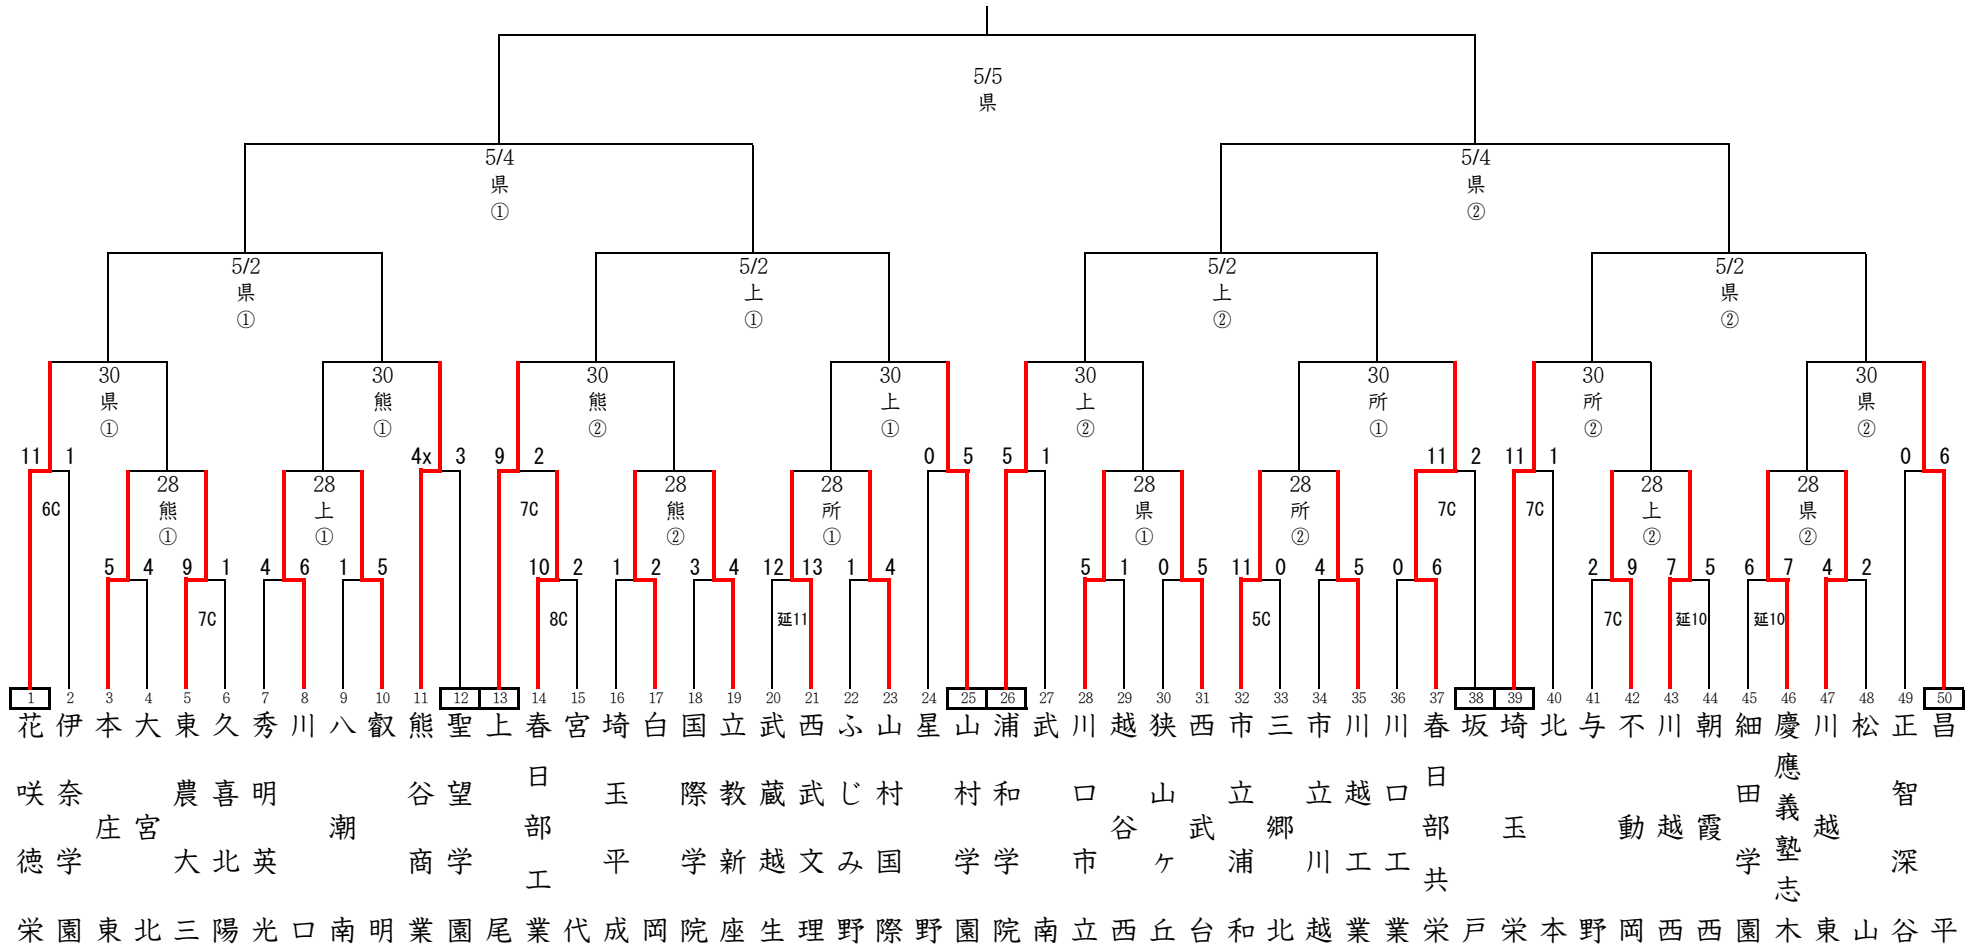 5/5
県
5/4
県
①
5/4
県
②
5/2
県
①
5/2
上
①
5/2
上
②
5/2
県
②
30
県
①
30
熊
①
30
熊
②
30
上
①
30
上
②
30
所
①
30
所
②
30
県
②
11 1 4x 3 9 2 0 5 5 1 11 2 11 1 0 6
6C 7C 7C 7C
28
熊
①
28
上
①
28
熊
②
28
所
①
28
県
①
28
所
②
28
上
②
28
県
②
5 4 9 1 4 6 1 5 10 2 1 2 3 4 12 13 1 4 5 1 0 5 11 0 4 5 0 6 2 9 7 5 6 7 4 2
7C 8C 延11 5C 7C 延10 延10
1 花咲徳栄
2 伊奈学園
3 本庄東
4 大宮北
5 東農大三
6 久喜北陽
7 秀明英光
8 川口
9 八潮南
10 叡明
11 熊谷商業
12 聖望学園
13 上尾
14 春日部工業
15 宮代
16 埼玉平成
17 白岡
18 国際学院
19 立教新座
20 武蔵越生
21 西武文理
22 ふじみ野
23 山村国際
24 星野
25 山村学園
26 浦和学院
27 武南
28 川口市立
29 越谷西
30 狭山ヶ丘
31 西武台
32 市立浦和
33 三郷北
34 市立川越
35 川越工業
36 川口工業
37 春日部共栄
38 坂戸
39 埼玉栄
40 北本
41 与野
42 不動岡
43 川越西
44 朝霞西
45 細田学園
46 慶應義塾志木
47 川越東
48 松山
49 正智深谷
50 昌平